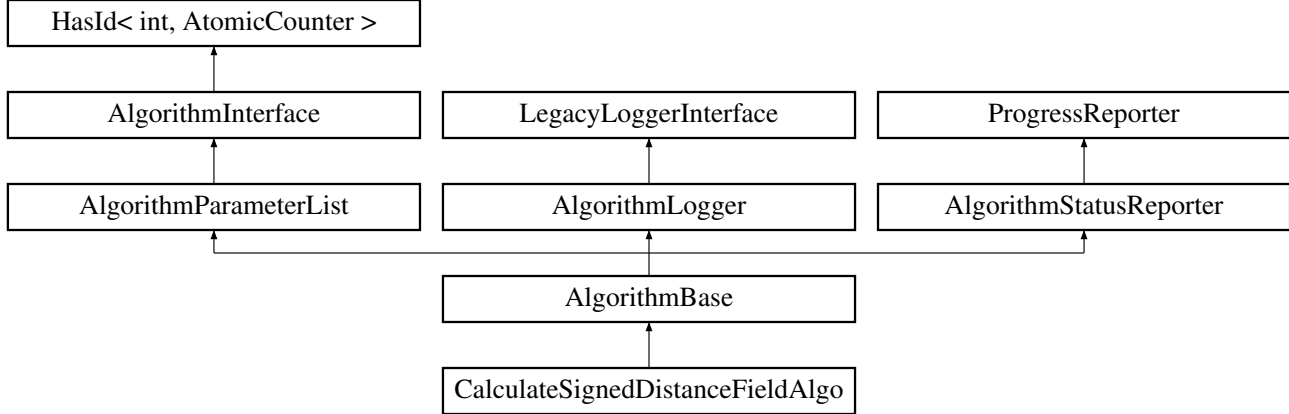 HasId< int, AtomicCounter >
AlgorithmInterface
LegacyLoggerInterface
ProgressReporter
AlgorithmParameterList
AlgorithmLogger
AlgorithmStatusReporter
AlgorithmBase
CalculateSignedDistanceFieldAlgo